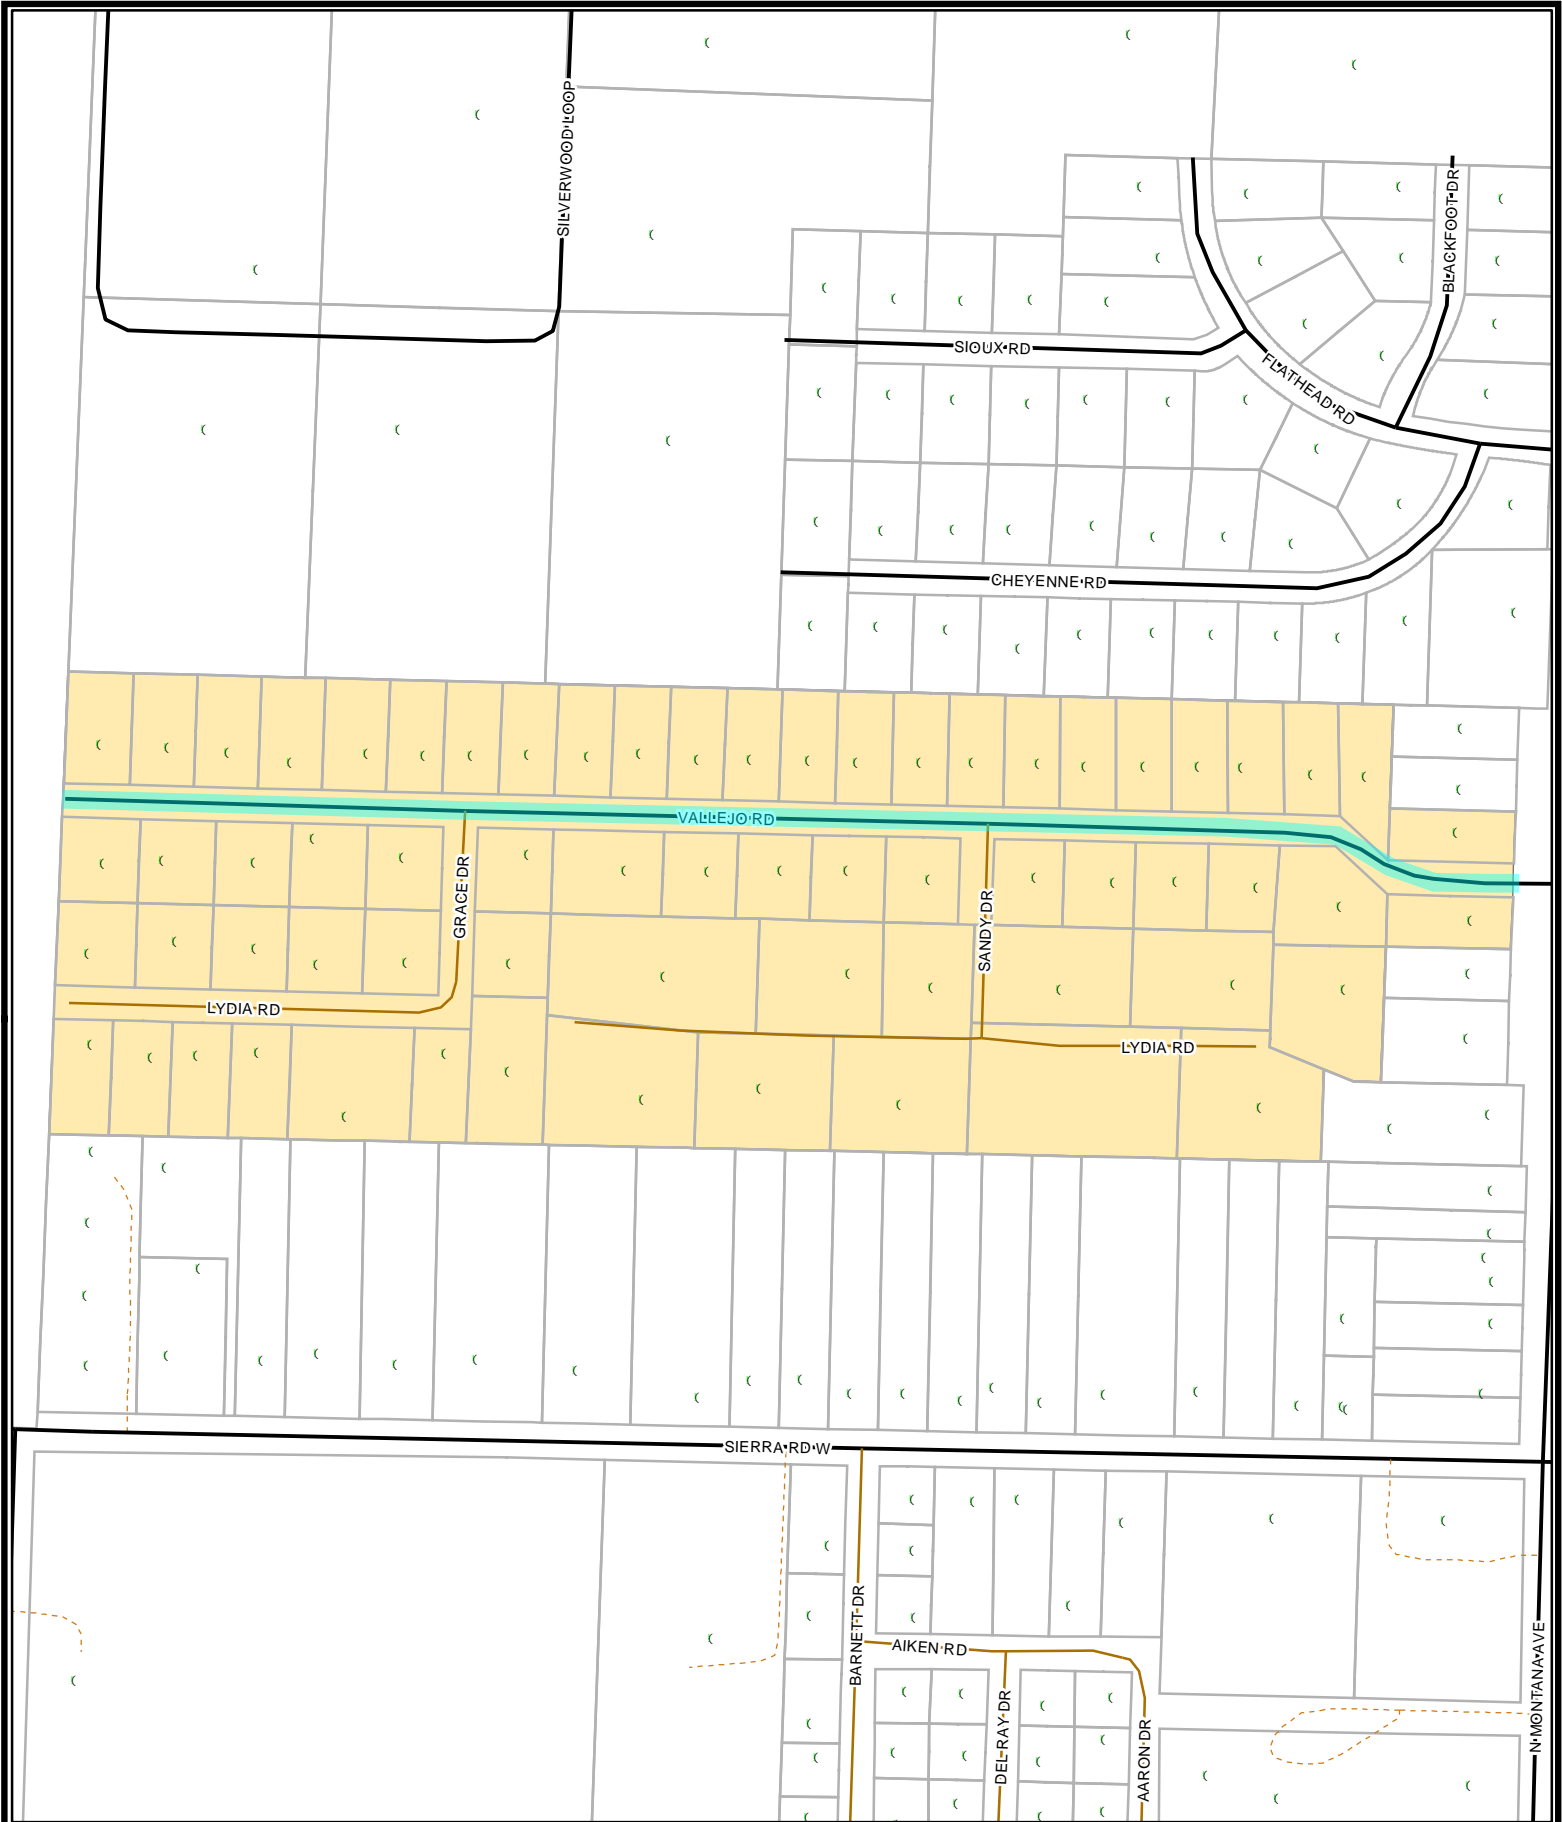 SILVERWOOD LOOP
BLACKFOOT DR
SIOUX RD
FLATHEAD RD
CHEYENNE RD
VALLEJO RD
GRACE DR
SANDY DR
LYDIA RD
LYDIA RD
SIERRA RD W
BARNETT DR
AIKEN RD
N MONTANA AVE
DEL RAY DR
AARON DR